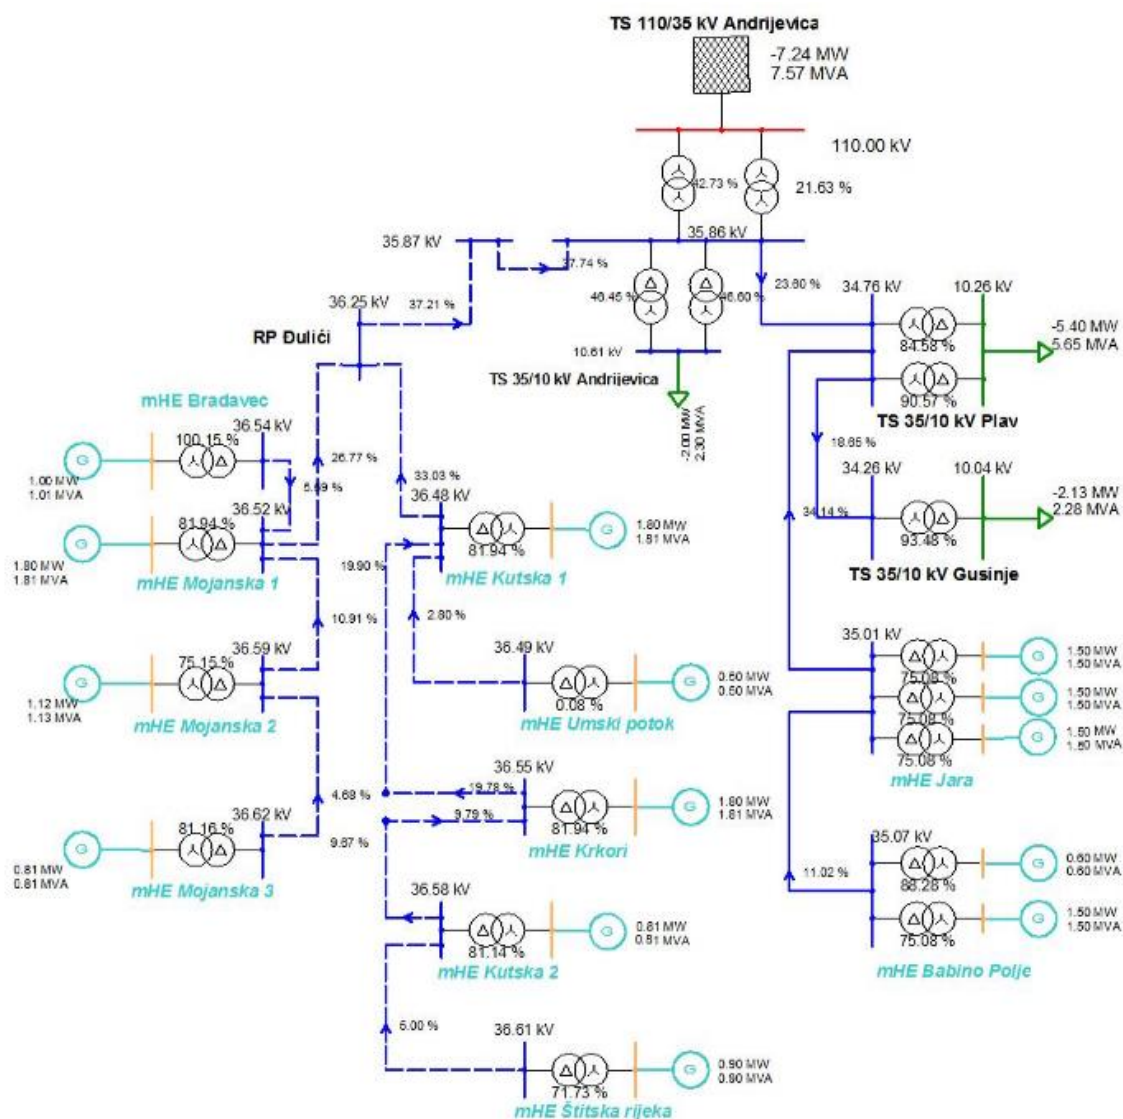 TS 110/35 kV Andrijevica
-7.24 MW
7.57 MVA
110.00 kV
42.73 %
21.63 %
35.87 kV
35.86 kV
37.74 %
23.60 %
34.76 kV
10.26 kV
36.25 kV
37.21 %
46.45 %
46.60 %
RP Đulići
10.61 kV
TS 35/10 kV Andrijevica
-2.00 MW
2.30 MVA
84.58 %
-5.40 MW
5.65 MVA
90.57 %
TS 35/10 kV Plav
mHE Bradavec
36.54 kV
100.15 %
1.00 MW
1.01 MVA
26.77 %
33.03 %
18.65 %
34.26 kV
10.04 kV
36.52 kV
36.48 kV
81.94 %
1.80 MW
1.81 MVA
mHE Mojanska 1
81.94 %
1.80 MW
1.81 MVA
mHE Kutska 1
34.14 %
93.48 %
-2.13 MW
2.28 MVA
TS 35/10 kV Gusinje
19.90 %
10.91 %
2.80 %
36.59 kV
75.15 %
1.12 MW
1.13 MVA
mHE Mojanska 2
36.49 kV
0.08 %
mHE Umski potok
35.01 kV
75.08 %
1.50 MW
1.50 MVA
75.08 %
1.50 MW
1.50 MVA
75.08 %
1.50 MW
1.50 MVA
mHE Jara
36.55 kV
19.78 %
4.68 %
9.79 %
81.94 %
1.80 MW
1.81 MVA
mHE Krkori
36.62 kV
81.16 %
9.67 %
0.81 MW
0.81 MVA
mHE Mojanska 3
35.07 kV
88.28 %
0.60 MW
0.60 MVA
11.02 %
75.08 %
1.50 MW
1.50 MVA
mHE Babino Polje
36.58 kV
81.14 %
0.81 MW
0.81 MVA
mHE Kutska 2
36.61 kV
71.73 %
0.90 MW
0.90 MVA
mHE Štitska rijeka